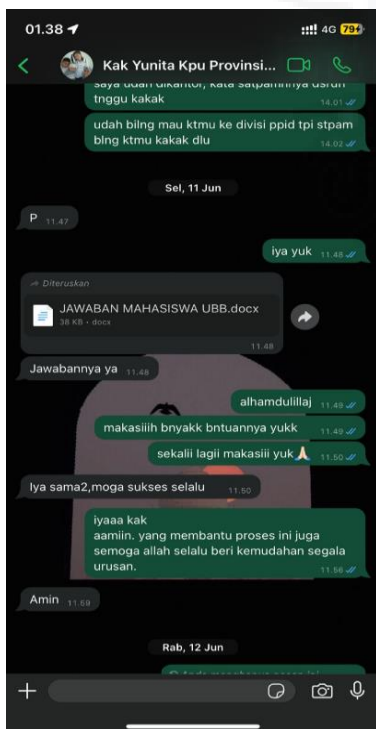 01.38
4G 79
Kak Yunita Kpu Provinsi...
saya udah dikantor, kata satpamnnya
tnggu kakak
14.01
udah bilng mau ktmu ke divisi ppid tpi stpam
blng ktmu kakak dlu
14.02
Sel, 11 Jun
P 11.47
iya yuk 11.48
Diteruskan
JAWABAN MAHASISWA UBB.docx
38 KB • docx
11.48
Jawabannya ya 11.48
alhamdulillaj 11.49
makasiiih bnyakk bntuannya yukk 11.49
sekalii lagii makasiii yuk🙏🏻 11.50
Iya sama2,moga sukses selalu 11.50
iyaaa kak
aamiin. yang membantu proses ini juga
semoga allah selalu beri kemudahan segala
urusan.
11.56
Amin 11.59
Rab, 12 Jun